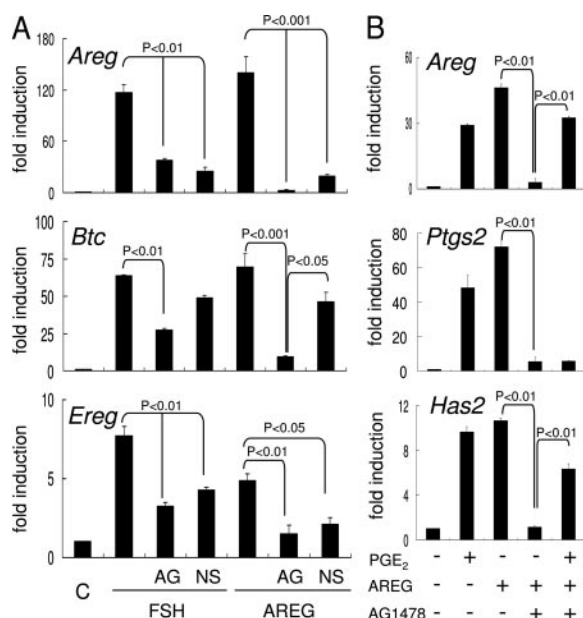 A
Areg
fold induction
180
120
60
0
P<0.01
P<0.001
Btc
fold induction
100
75
50
25
0
P<0.01
P<0.001
P<0.05
Ereg
fold induction
10
5
0
P<0.01
P<0.05
P<0.01
C
AG NS AG NS
FSH AREG
B
Areg
fold induction
60
30
0
P<0.01
P<0.01
Ptgs2
fold induction
80
60
40
20
0
P<0.01
Has2
fold induction
12
8
4
0
P<0.01
P<0.01
PGE2 - + - - +
AREG - - + + +
AG1478 - - - + +